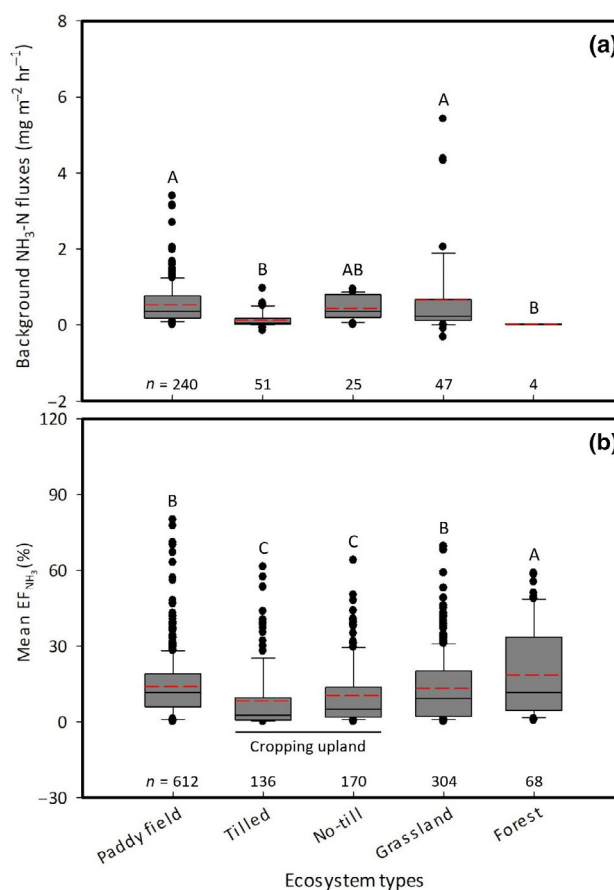 (a)
Background NH₃-N fluxes (mg m⁻² hr⁻¹)
8
6
4
2
0
−2
A
B
AB
A
B
n = 240 51 25 47 4
(b)
Mean EF_NH₃ (%)
120
90
60
30
0
−30
B
C
C
B
A
Cropping upland
n = 612 136 170 304 68
Paddy field
Tilled
No-till
Grassland
Forest
Ecosystem types